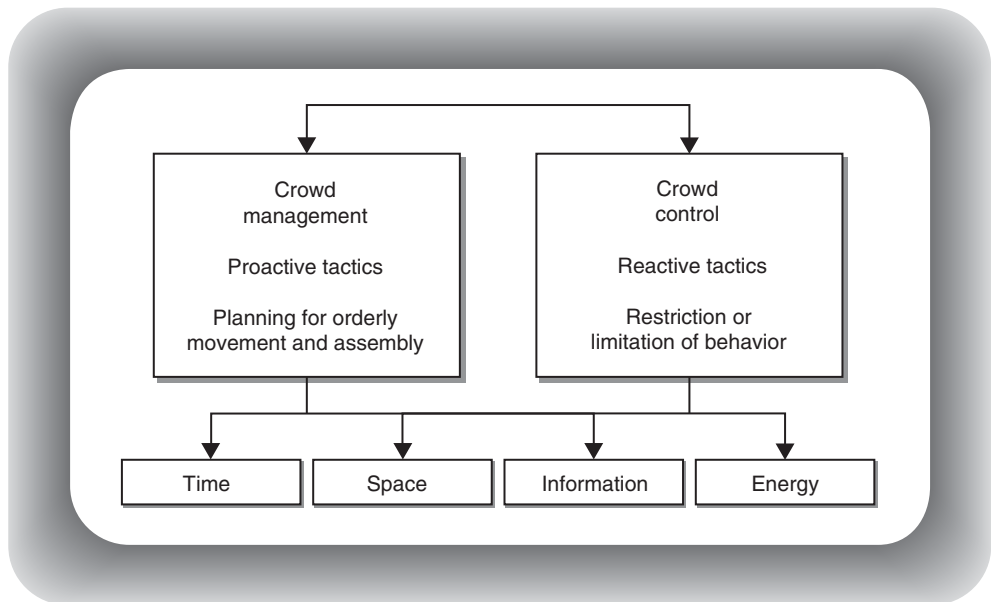 Crowd
management
Proactive tactics
Planning for orderly
movement and assembly
Crowd
control
Reactive tactics
Restriction or
limitation of behavior
Time
Space
Information
Energy